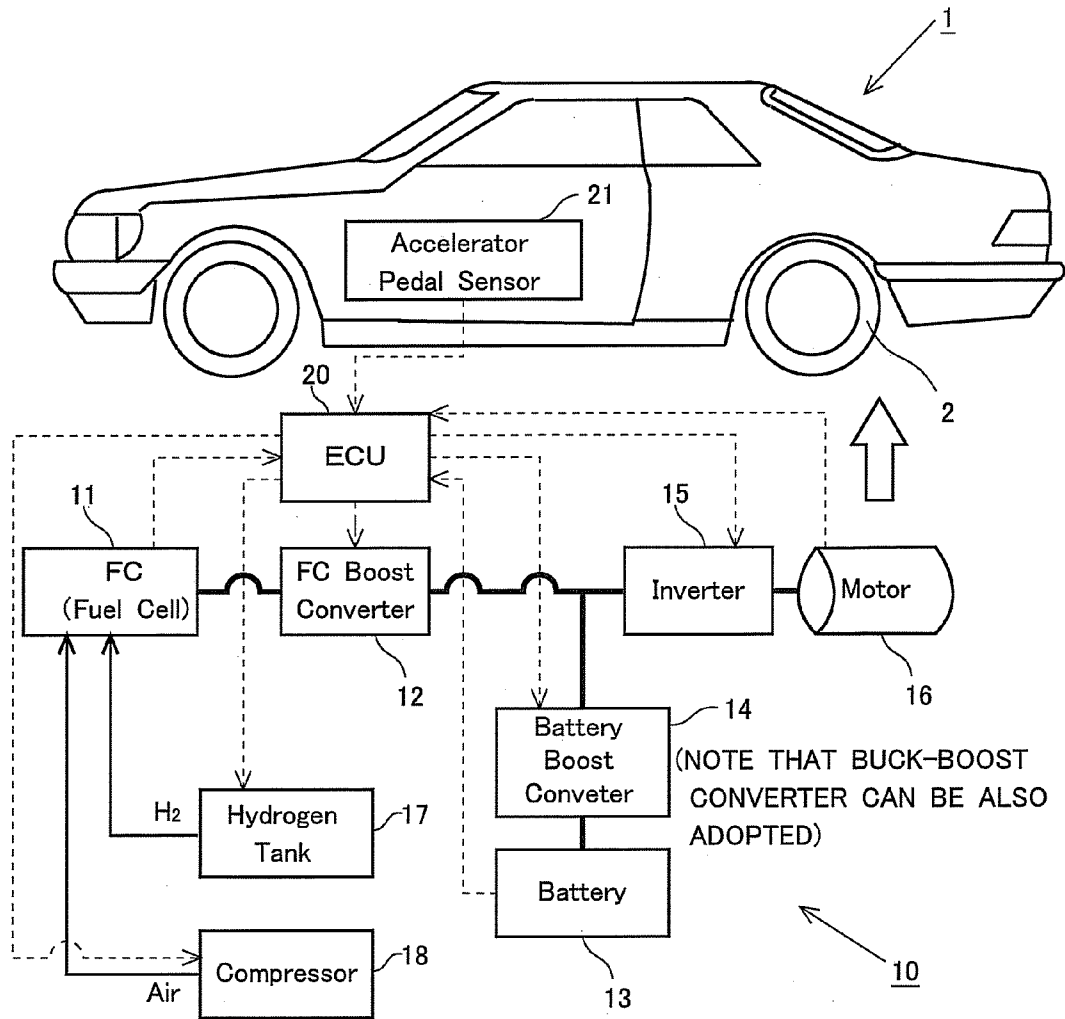 1
21
Accelerator
Pedal Sensor
20
2
ECU
11
15
FC
(Fuel Cell)
FC Boost
Converter
Inverter
Motor
12
16
14
Battery
Boost
Conveter
(NOTE THAT BUCK-BOOST
CONVERTER CAN BE ALSO
ADOPTED)
H2
Hydrogen
Tank
17
Battery
13
Compressor
18
Air
10